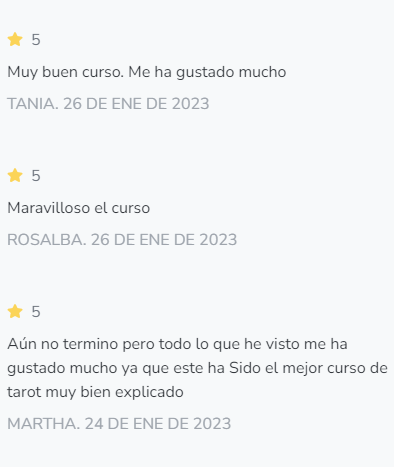 5
Muy buen curso. Me ha gustado mucho
TANIA. 26 DE ENE DE 2023
5
Maravilloso el curso
ROSALBA. 26 DE ENE DE 2023
5
Aún no termino pero todo lo que he visto me ha
gustado mucho ya que este ha Sido el mejor curso de
tarot muy bien explicado
MARTHA. 24 DE ENE DE 2023